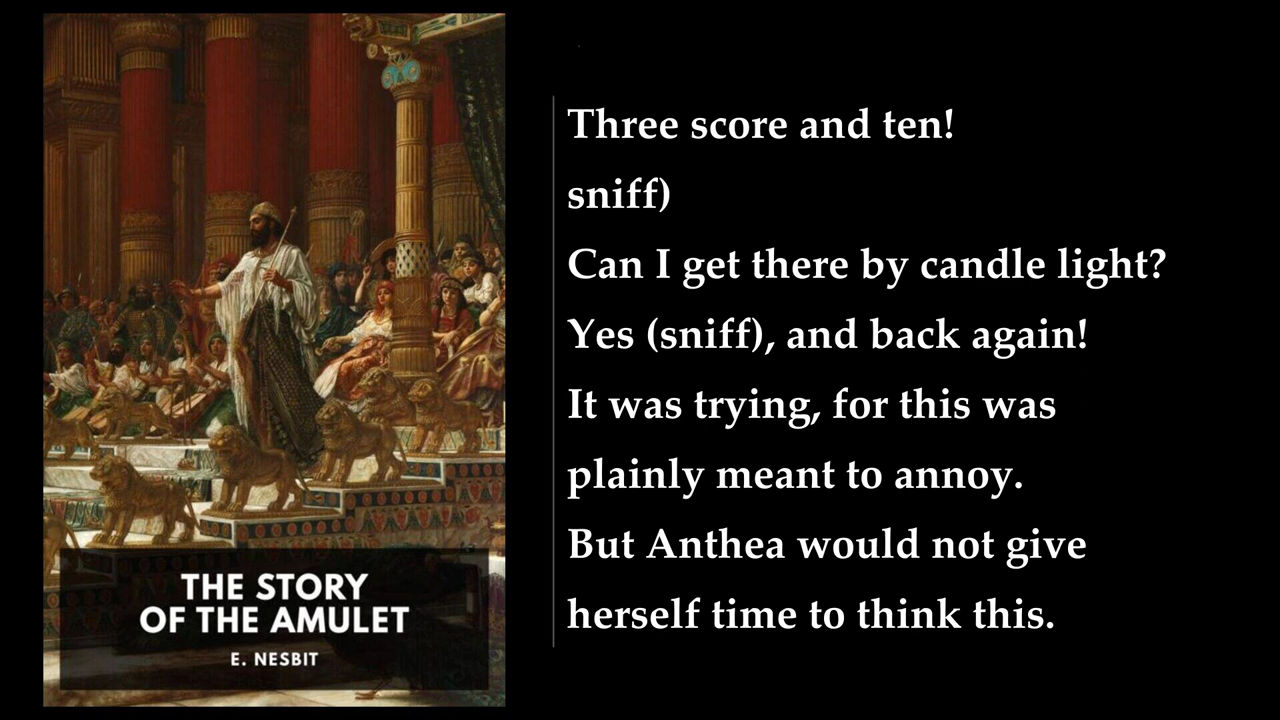 THE STORY
OF THE AMULET
E. NESBIT
Three score and ten!
sniff)
Can I get there by candle light?
Yes (sniff), and back again!
It was trying, for this was
plainly meant to annoy.
But Anthea would not give
herself time to think this.